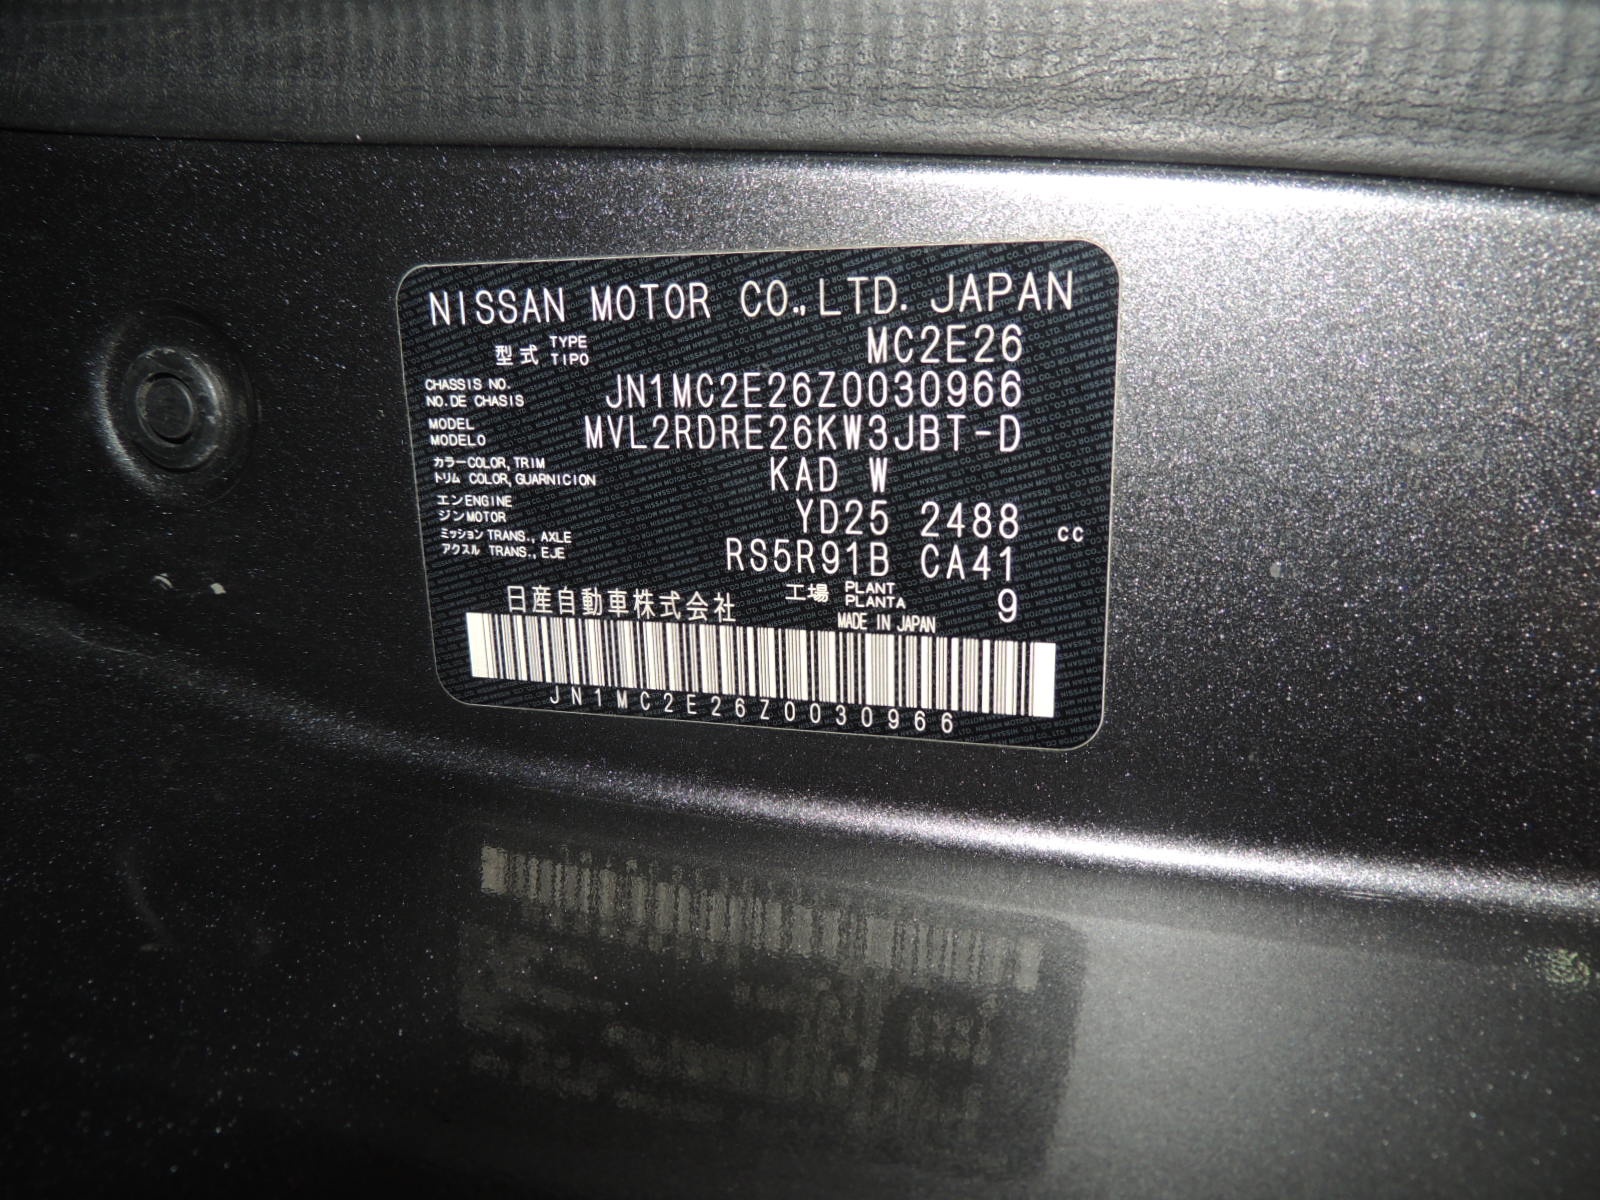 NISSAN MOTOR CO.,LTD. JAPAN
型式 TYPE TIPO MC2E26
CHASSIS NO. NO.DE CHASIS JN1MC2E26Z0030966
MODEL MODELO MVL2RDRE26KW3JBT-D
カラー COLOR, TRIM トリム COLOR, GUARNICION KAD W
エンジン ENGINE MOTOR YD25 2488 cc
ミッション TRANS., AXLE アクスル TRANS., EJE RS5R91B CA41
日産自動車株式会社 工場 PLANT PLANTA 9
MADE IN JAPAN
JN1MC2E26Z0030966